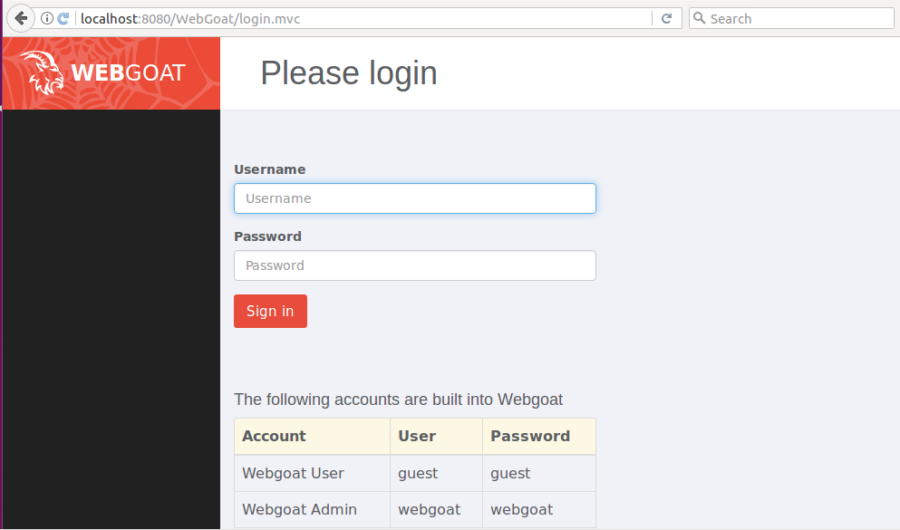 localhost:8080/WebGoat/login.mvc
Search
WEBGOAT
Please login
Username
Username
Password
Password
Sign in
The following accounts are built into Webgoat
Account User Password
Webgoat User guest guest
Webgoat Admin webgoat webgoat